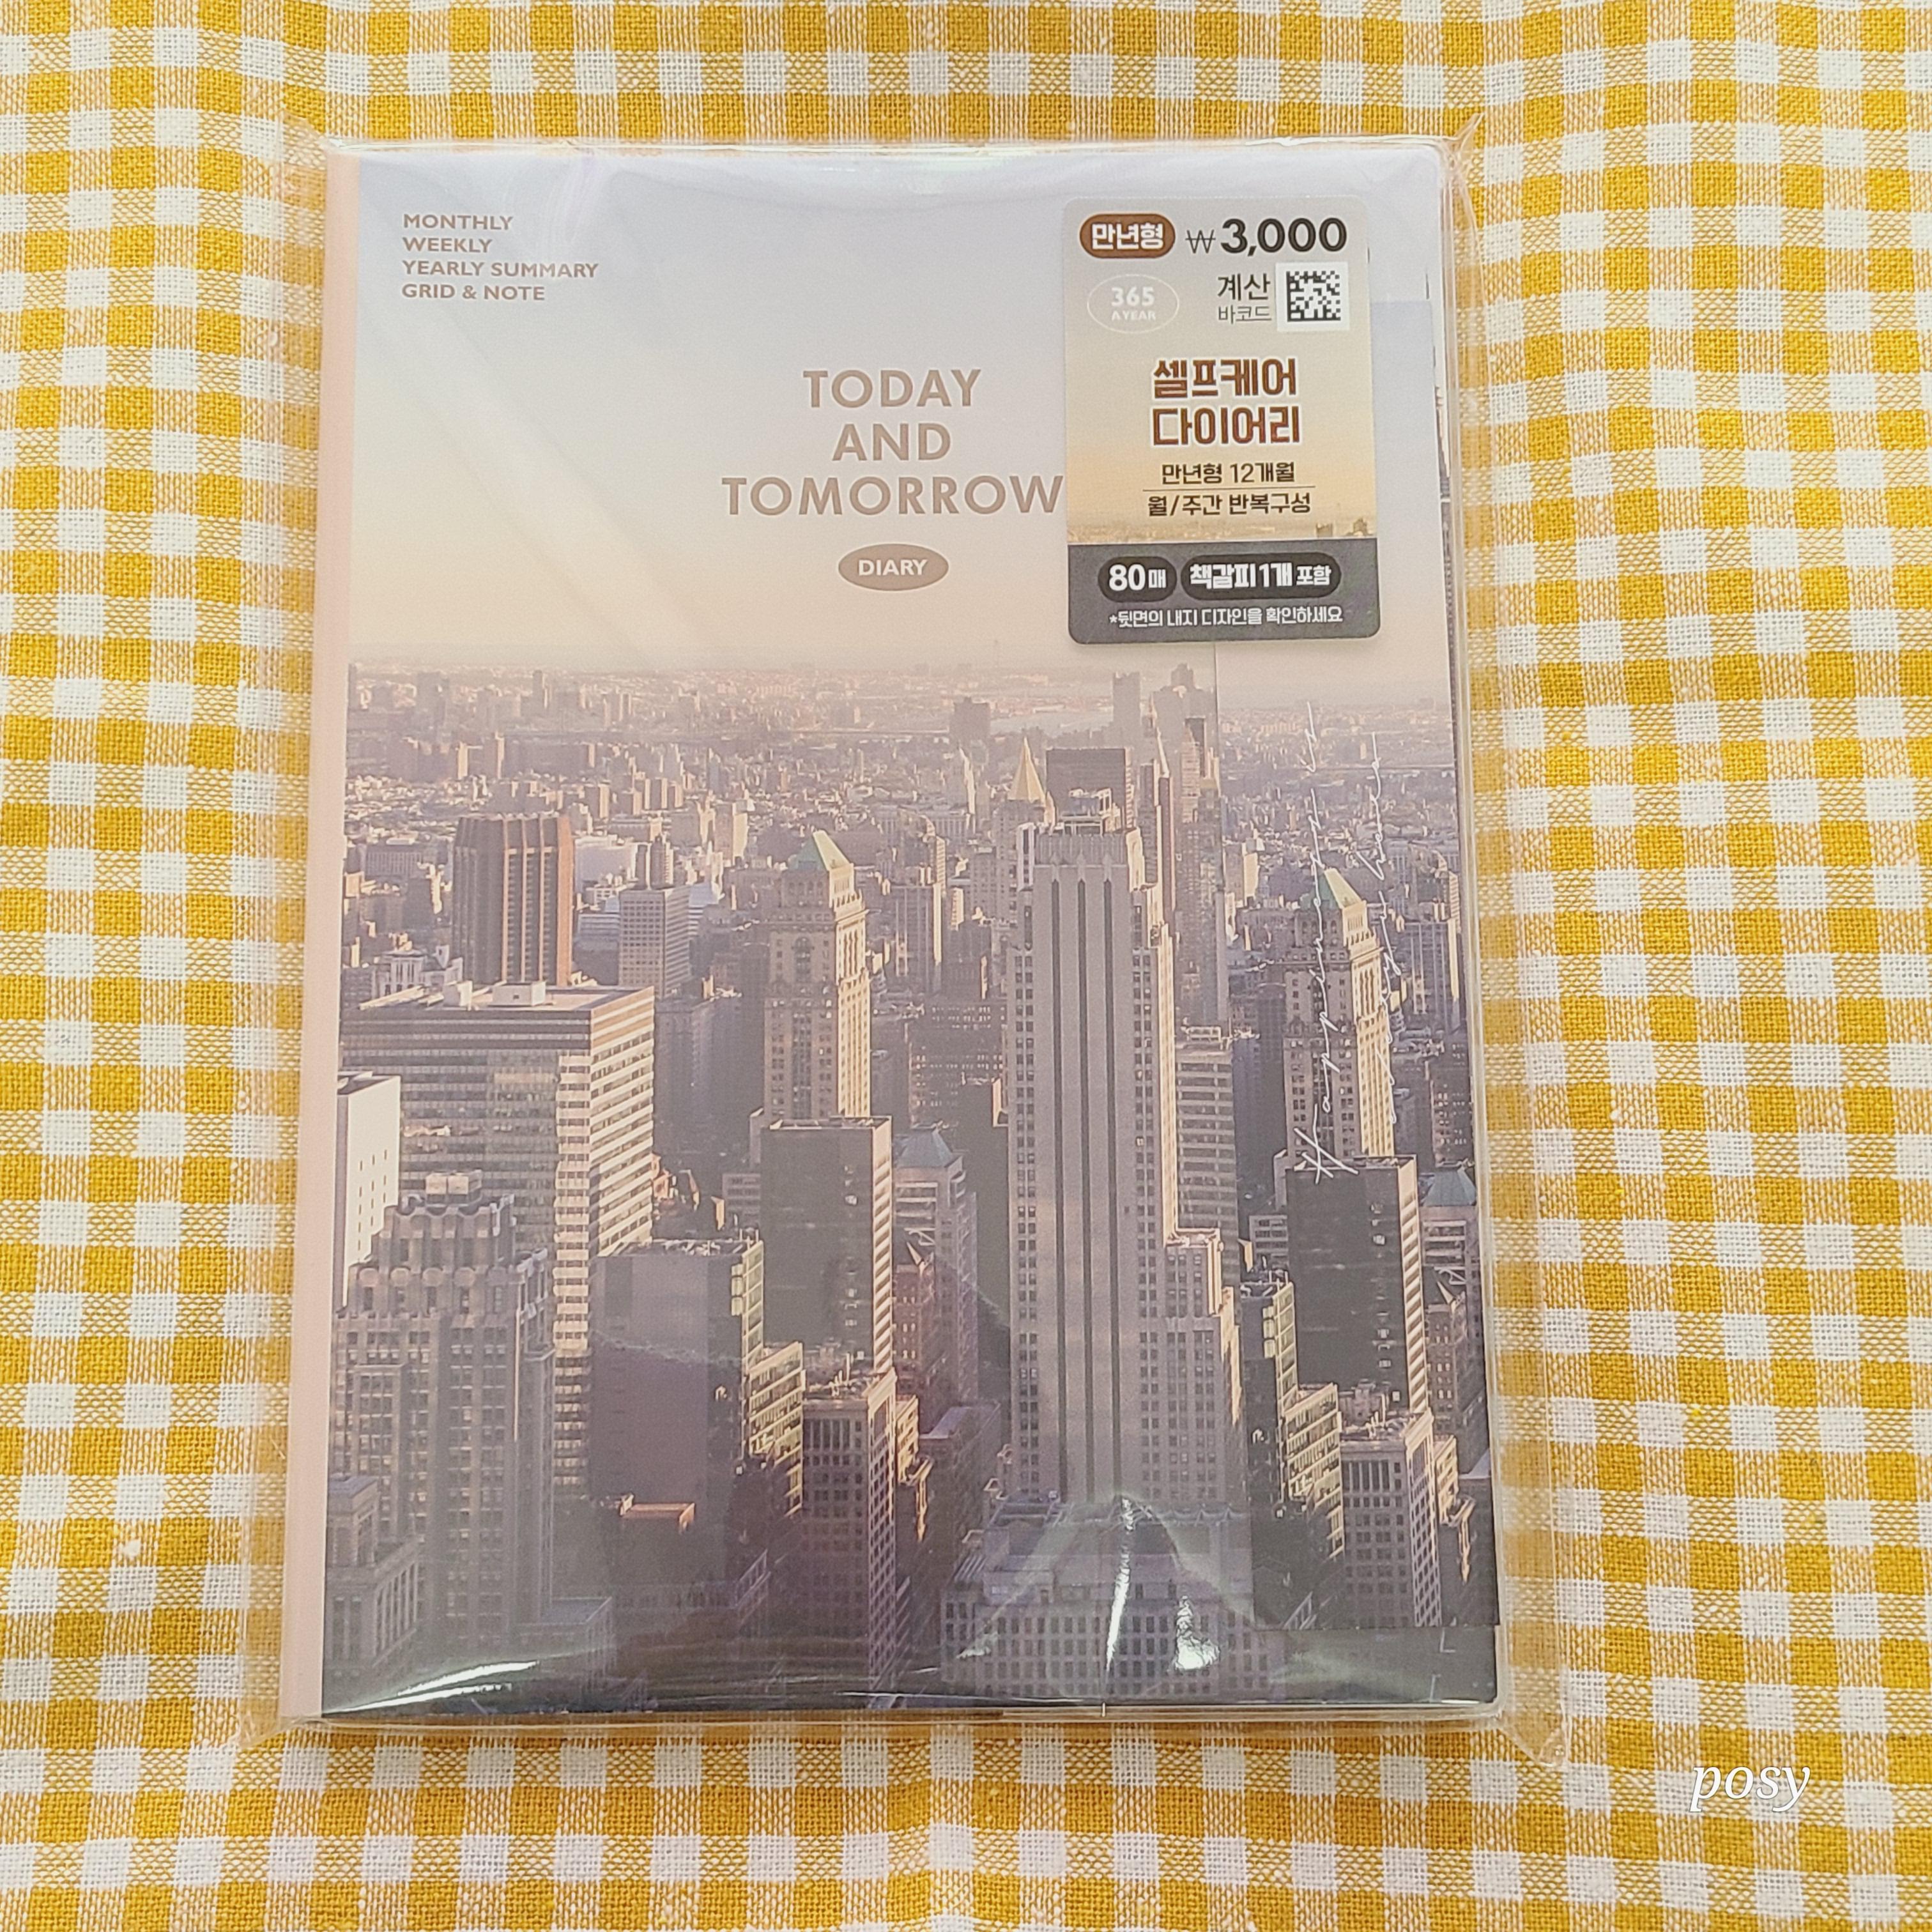 MONTHLY
WEEKLY
YEARLY SUMMARY
GRID & NOTE
TODAY
AND
TOMORROW
DIARY
만년형 ₩3,000
365
A YEAR
계산
바코드
셀프케어
다이어리
만년형 12개월
월/주간 반복구성
80매 책갈피 1개 포함
*뒷면의 내지 디자인을 확인하세요
Happiness is
posy